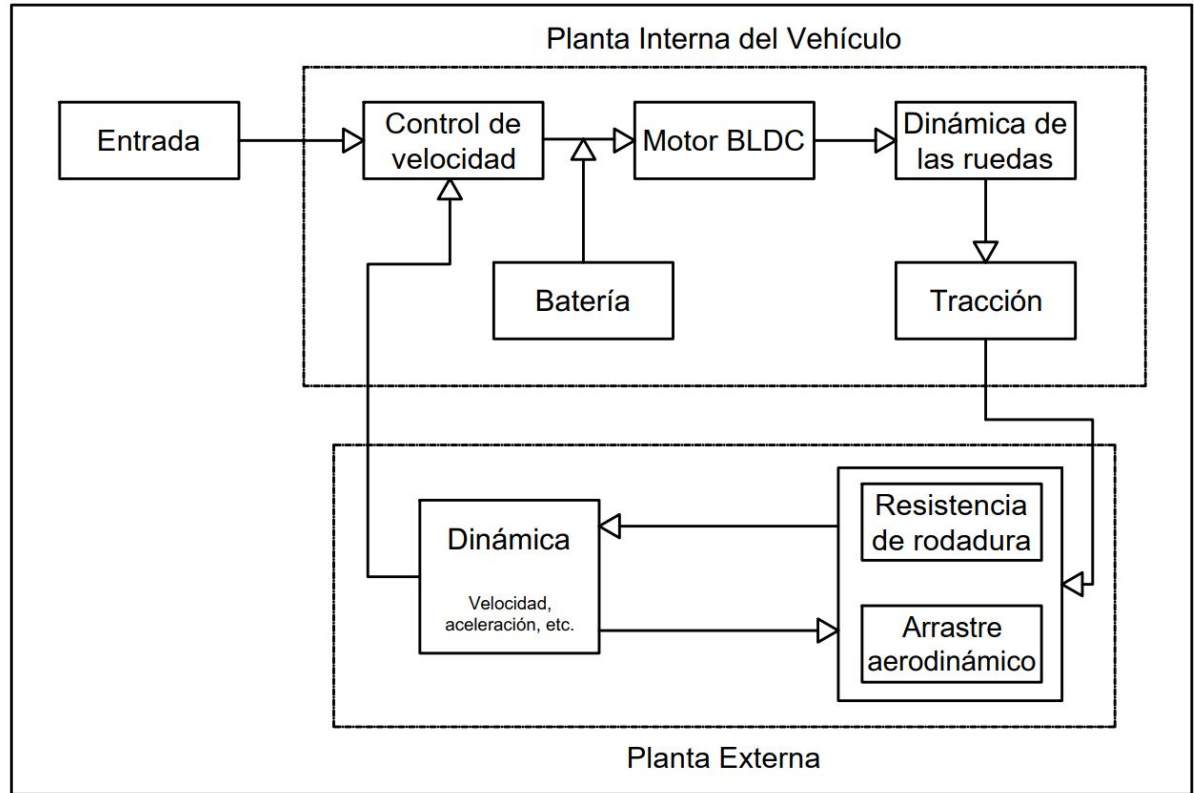 Planta Interna del Vehículo
Entrada
Control de
velocidad
Motor BLDC
Dinámica de
las ruedas
Batería
Tracción
Dinámica
Velocidad,
aceleración, etc.
Resistencia
de rodadura
Arrastre
aerodinámico
Planta Externa